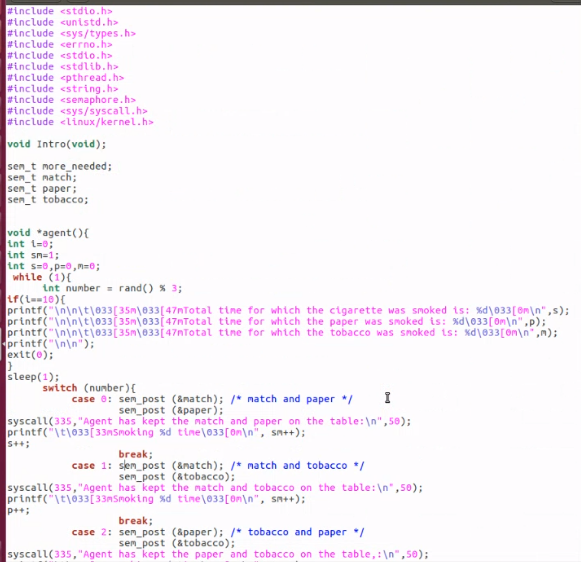 #include <stdio.h>
#include <unistd.h>
#include <sys/types.h>
#include <errno.h>
#include <stdio.h>
#include <stdlib.h>
#include <pthread.h>
#include <string.h>
#include <semaphore.h>
#include <sys/syscall.h>
#include <linux/kernel.h>
void Intro(void);
sem_t more_needed;
sem_t match;
sem_t paper;
sem_t tobacco;
void *agent(){
int i=0;
int sm=1;
int s=0,p=0,m=0;
while (1){
int number = rand() % 3;
if(i==10){
printf("\n\n\t\033[35m\033[47mTotal time for which the cigarette was smoked is: %d\033[0m\n",s);
printf("\n\n\t\033[35m\033[47mTotal time for which the paper was smoked is: %d\033[0m\n",p);
printf("\n\n\t\033[35m\033[47mTotal time for which the tobacco was smoked is: %d\033[0m\n",m);
printf("\n\n");
exit(0);
}
sleep(1);
switch (number){
case 0: sem_post (&match); /* match and paper */
sem_post (&paper);
syscall(335,"Agent has kept the match and paper on the table:\n",50);
printf("\t\033[33mSmoking %d time\033[0m\n", sm++);
s++;
break;
case 1: sem_post (&match); /* match and tobacco */
sem_post (&tobacco);
syscall(335,"Agent has kept the match and tobacco on the table:\n",50);
printf("\t\033[33mSmoking %d time\033[0m\n", sm++);
p++;
break;
case 2: sem_post (&paper); /* tobacco and paper */
sem_post (&tobacco);
syscall(335,"Agent has kept the paper and tobacco on the table,:\n",50);